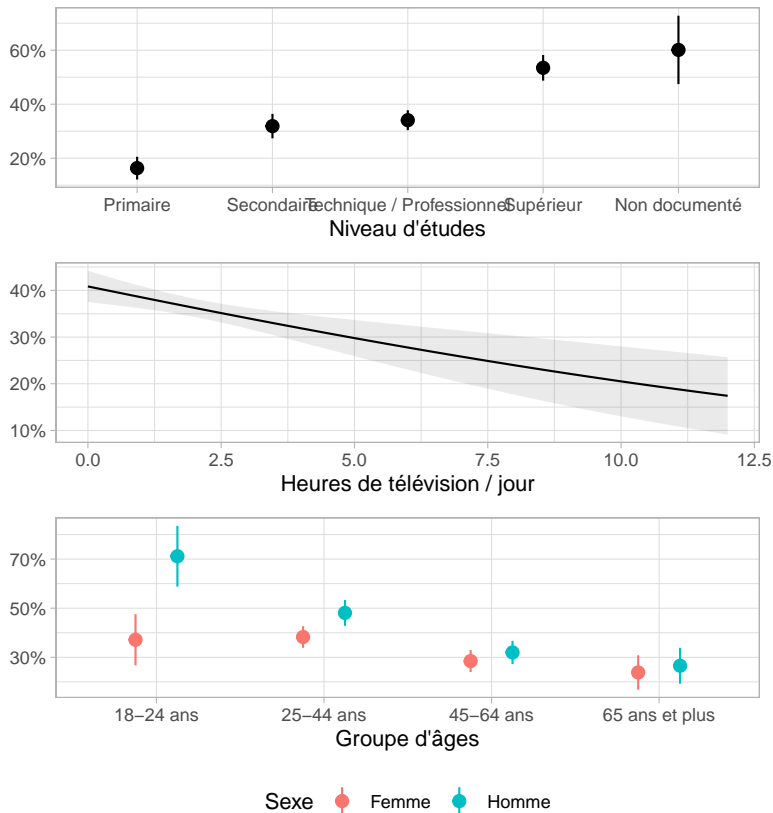 60%
40%
20%
Primaire Secondaire Technique / Professionnel Supérieur Non documenté
Niveau d'études
40%
30%
20%
10%
0.0 2.5 5.0 7.5 10.0 12.5
Heures de télévision / jour
70%
50%
30%
18−24 ans 25−44 ans 45−64 ans 65 ans et plus
Groupe d'âges
Sexe Femme Homme